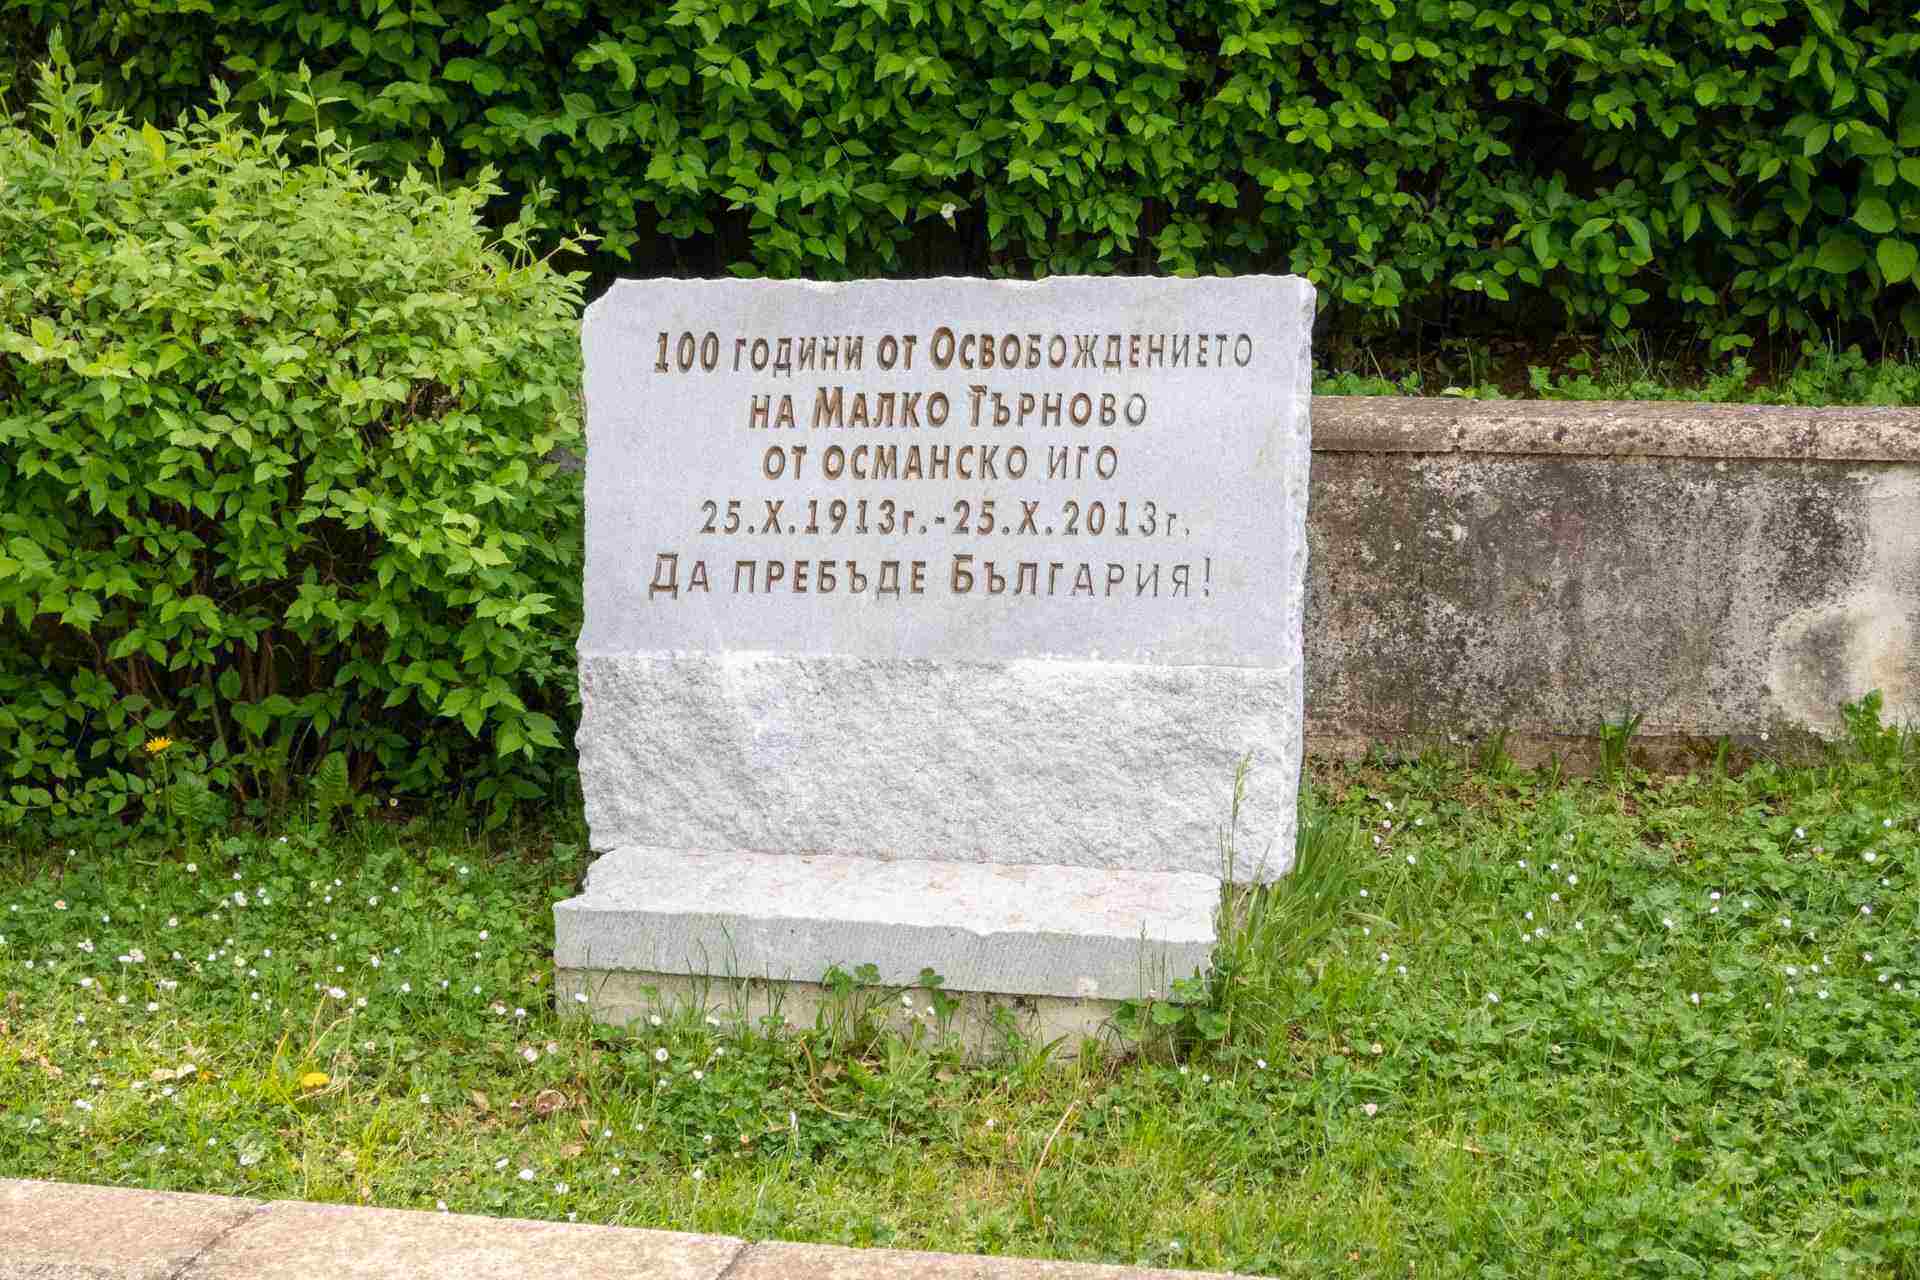 100 години от Освобождението
на Малко Търново
от османско иго
25.X.1913г.-25.X.2013г.
Да пребъде България!